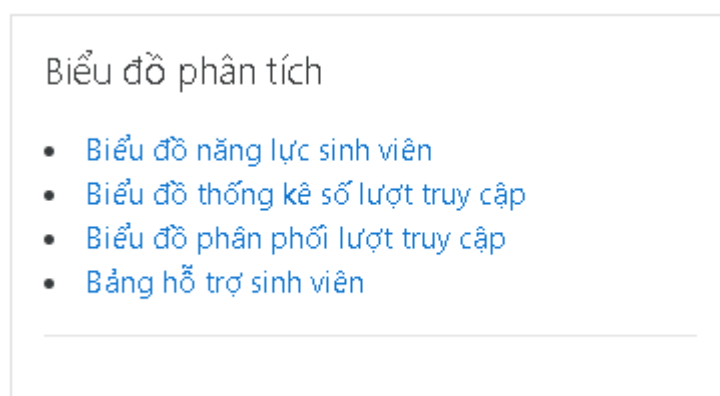 Biểu đồ phân tích
Biểu đồ năng lực sinh viên
Biểu đồ thống kê số lượt truy cập
Biểu đồ phân phối lượt truy cập
Bảng hỗ trợ sinh viên